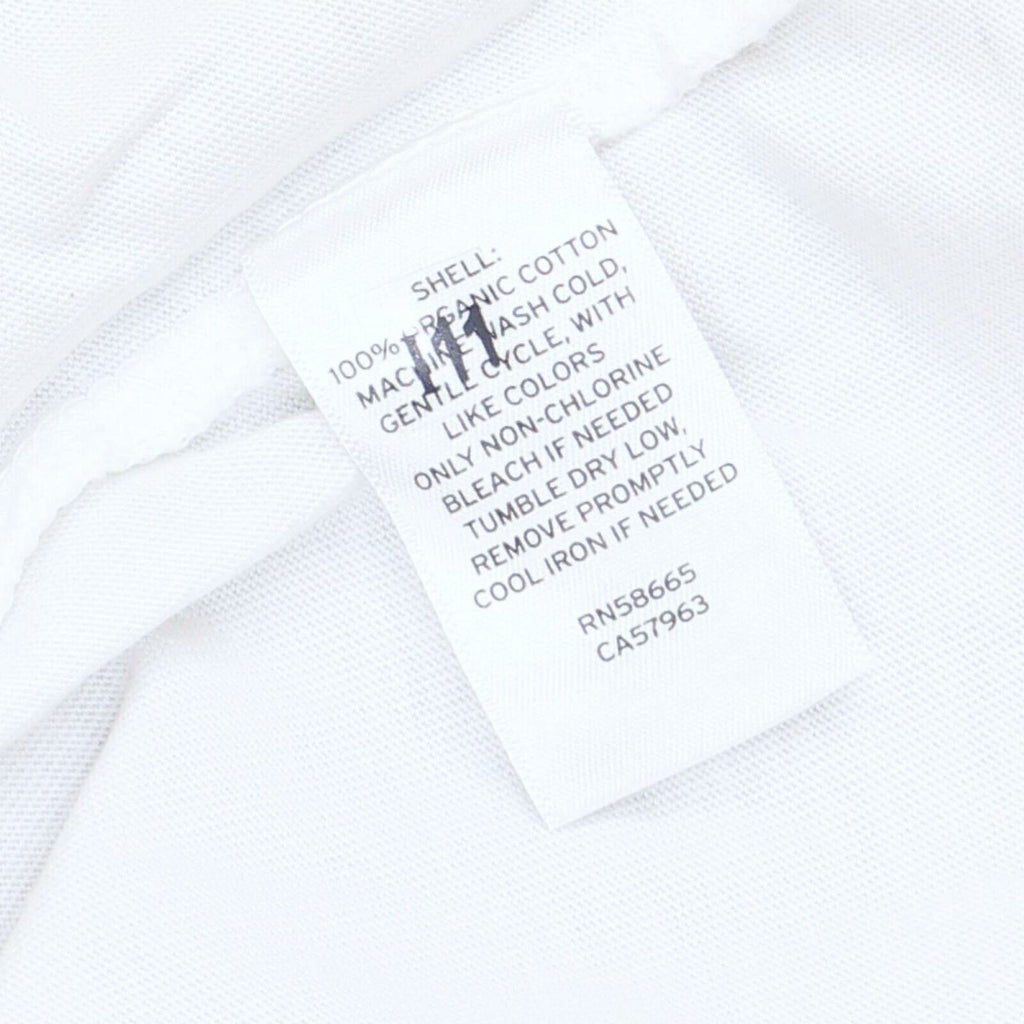 SHELL:
100% ORGANIC COTTON
MACHINE WASH COLD,
GENTLE CYCLE, WITH
LIKE COLORS
ONLY NON-CHLORINE
BLEACH IF NEEDED
TUMBLE DRY LOW,
REMOVE PROMPTLY
COOL IRON IF NEEDED
RN58665
CA57963